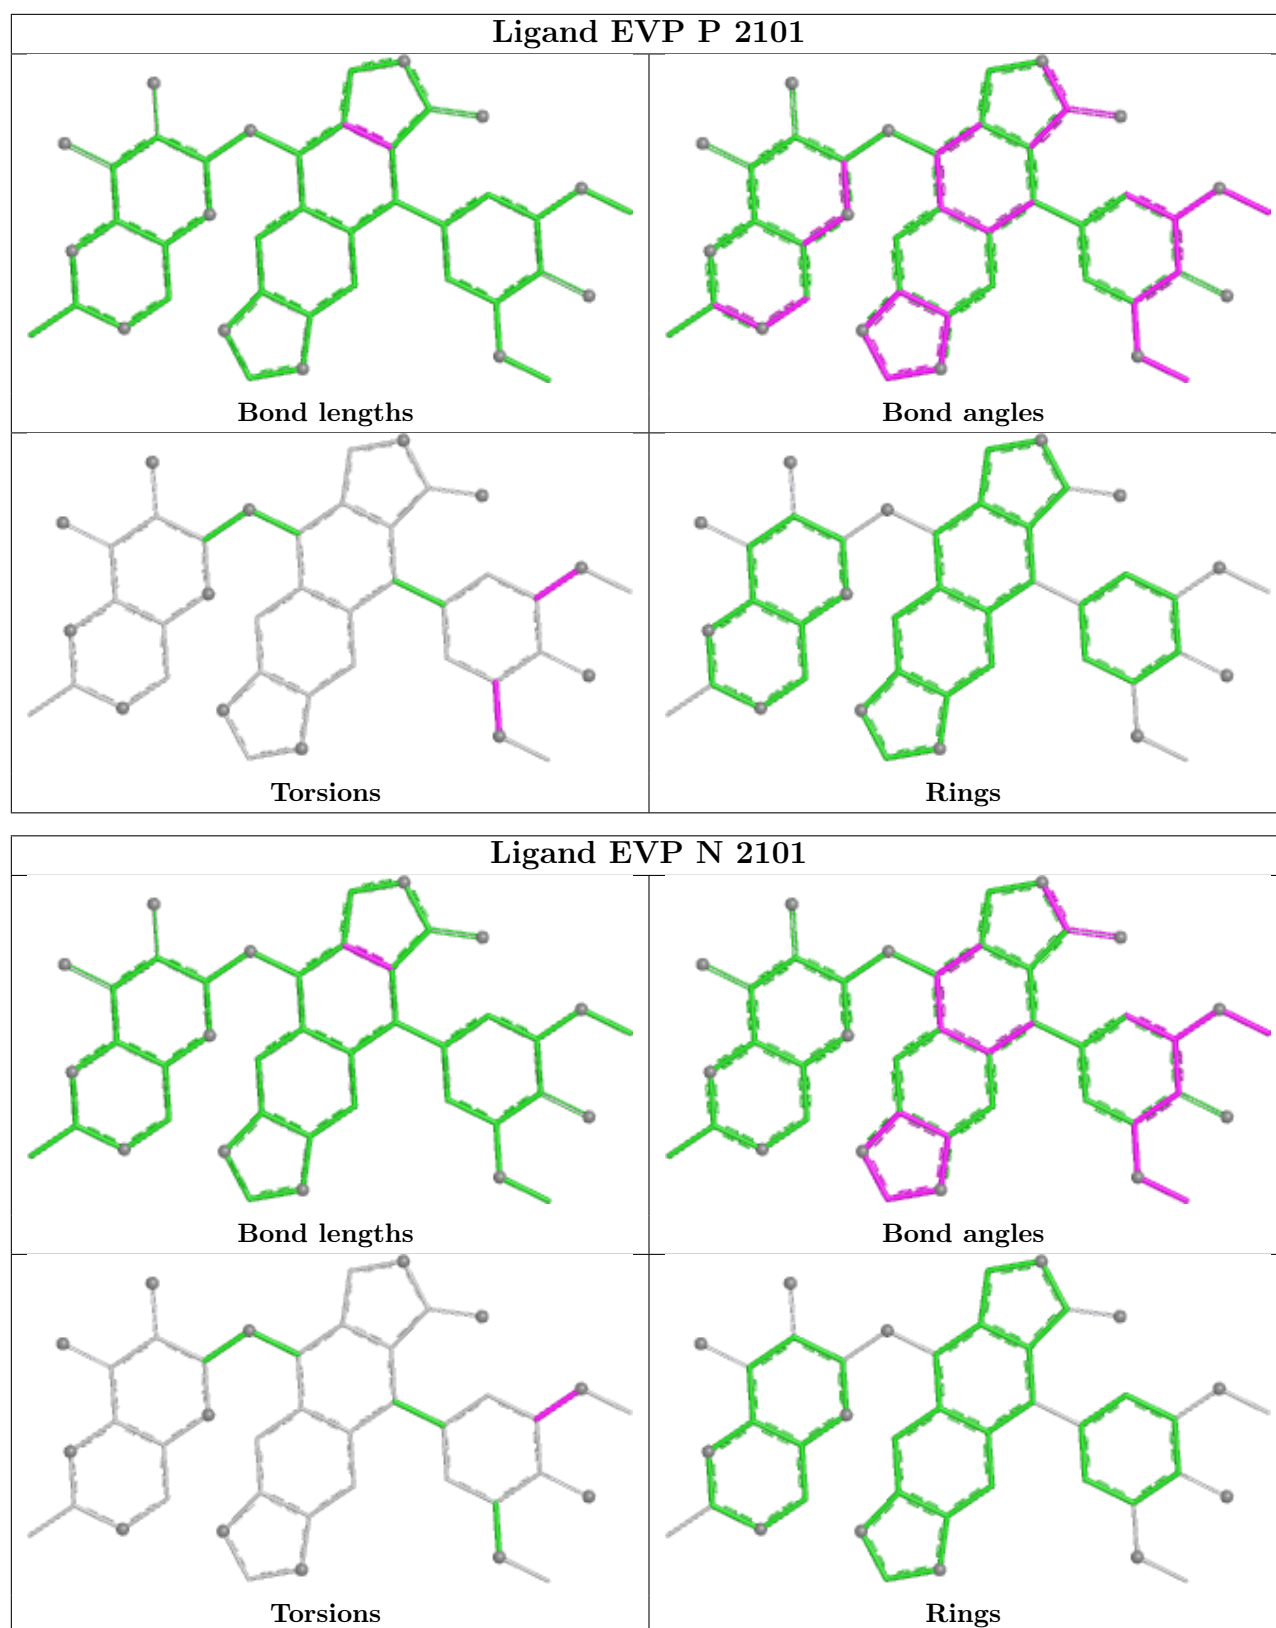 Ligand EVP P 2101
Bond lengths
Bond angles
Torsions
Rings
Ligand EVP N 2101
Bond lengths
Bond angles
Torsions
Rings